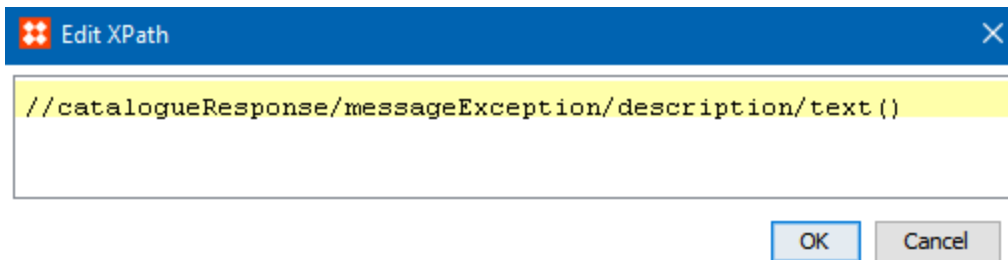 Edit XPath
//catalogueResponse/messageException/description/text()
OK Cancel